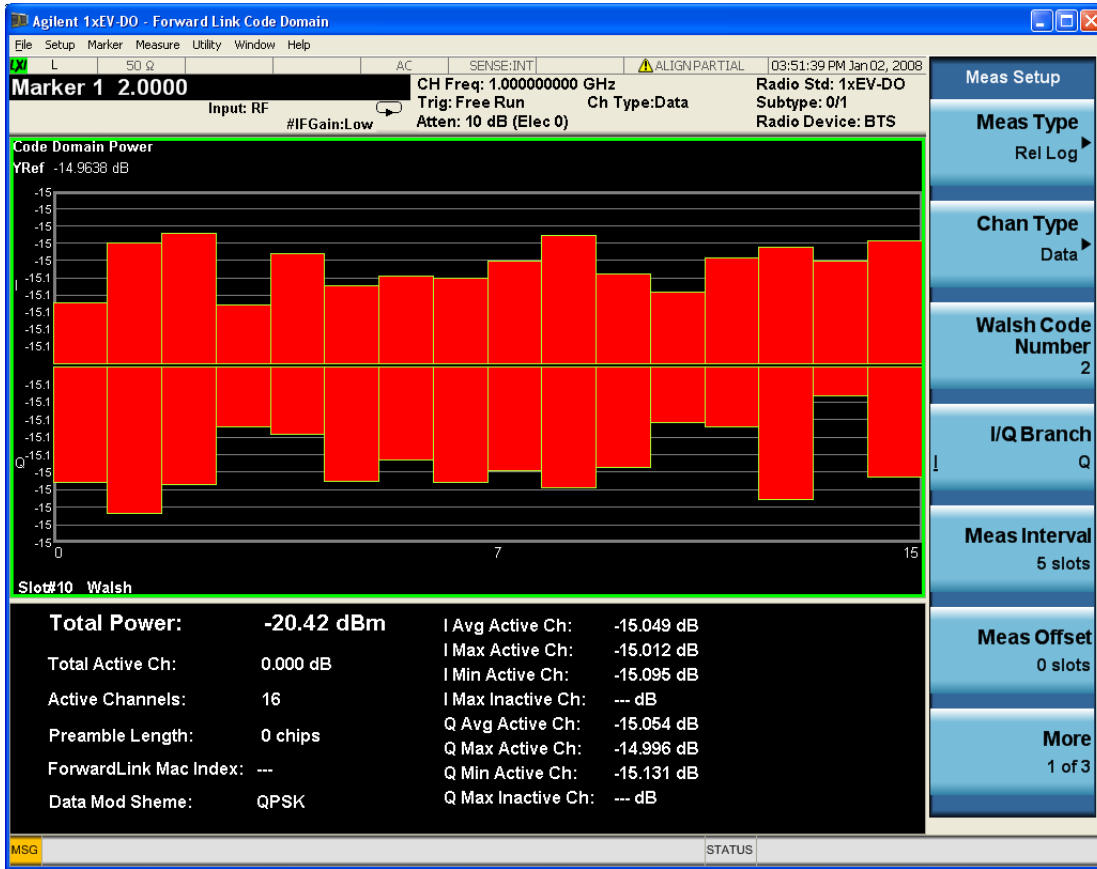 Agilent 1xEV-DO - Forward Link Code Domain
File Setup Marker Measure Utility Window Help
LXI L 50 Ω AC SENSE:INT ALIGN PARTIAL 03:51:39 PM Jan 02, 2008
Marker 1 2.0000
Input: RF
#IFGain:Low
CH Freq: 1.000000000 GHz
Trig: Free Run Ch Type:Data
Atten: 10 dB (Elec 0)
Radio Std: 1xEV-DO
Subtype: 0/1
Radio Device: BTS
Code Domain Power
YRef -14.9638 dB
-15
-15
-15
-15
-15
-15.1
I
-15.1
-15.1
-15.1
-15.1
-15.1
-15.1
-15.1
-15.1
-15.1
Q
-15
-15
-15
-15
-15
0 7 15
Slot#10 Walsh
Total Power: -20.42 dBm
Total Active Ch: 0.000 dB
Active Channels: 16
Preamble Length: 0 chips
ForwardLink Mac Index: ---
Data Mod Sheme: QPSK
I Avg Active Ch: -15.049 dB
I Max Active Ch: -15.012 dB
I Min Active Ch: -15.095 dB
I Max Inactive Ch: --- dB
Q Avg Active Ch: -15.054 dB
Q Max Active Ch: -14.996 dB
Q Min Active Ch: -15.131 dB
Q Max Inactive Ch: --- dB
Meas Setup
Meas Type
Rel Log
Chan Type
Data
Walsh Code
Number
2
I/Q Branch
I Q
Meas Interval
5 slots
Meas Offset
0 slots
More
1 of 3
MSG STATUS